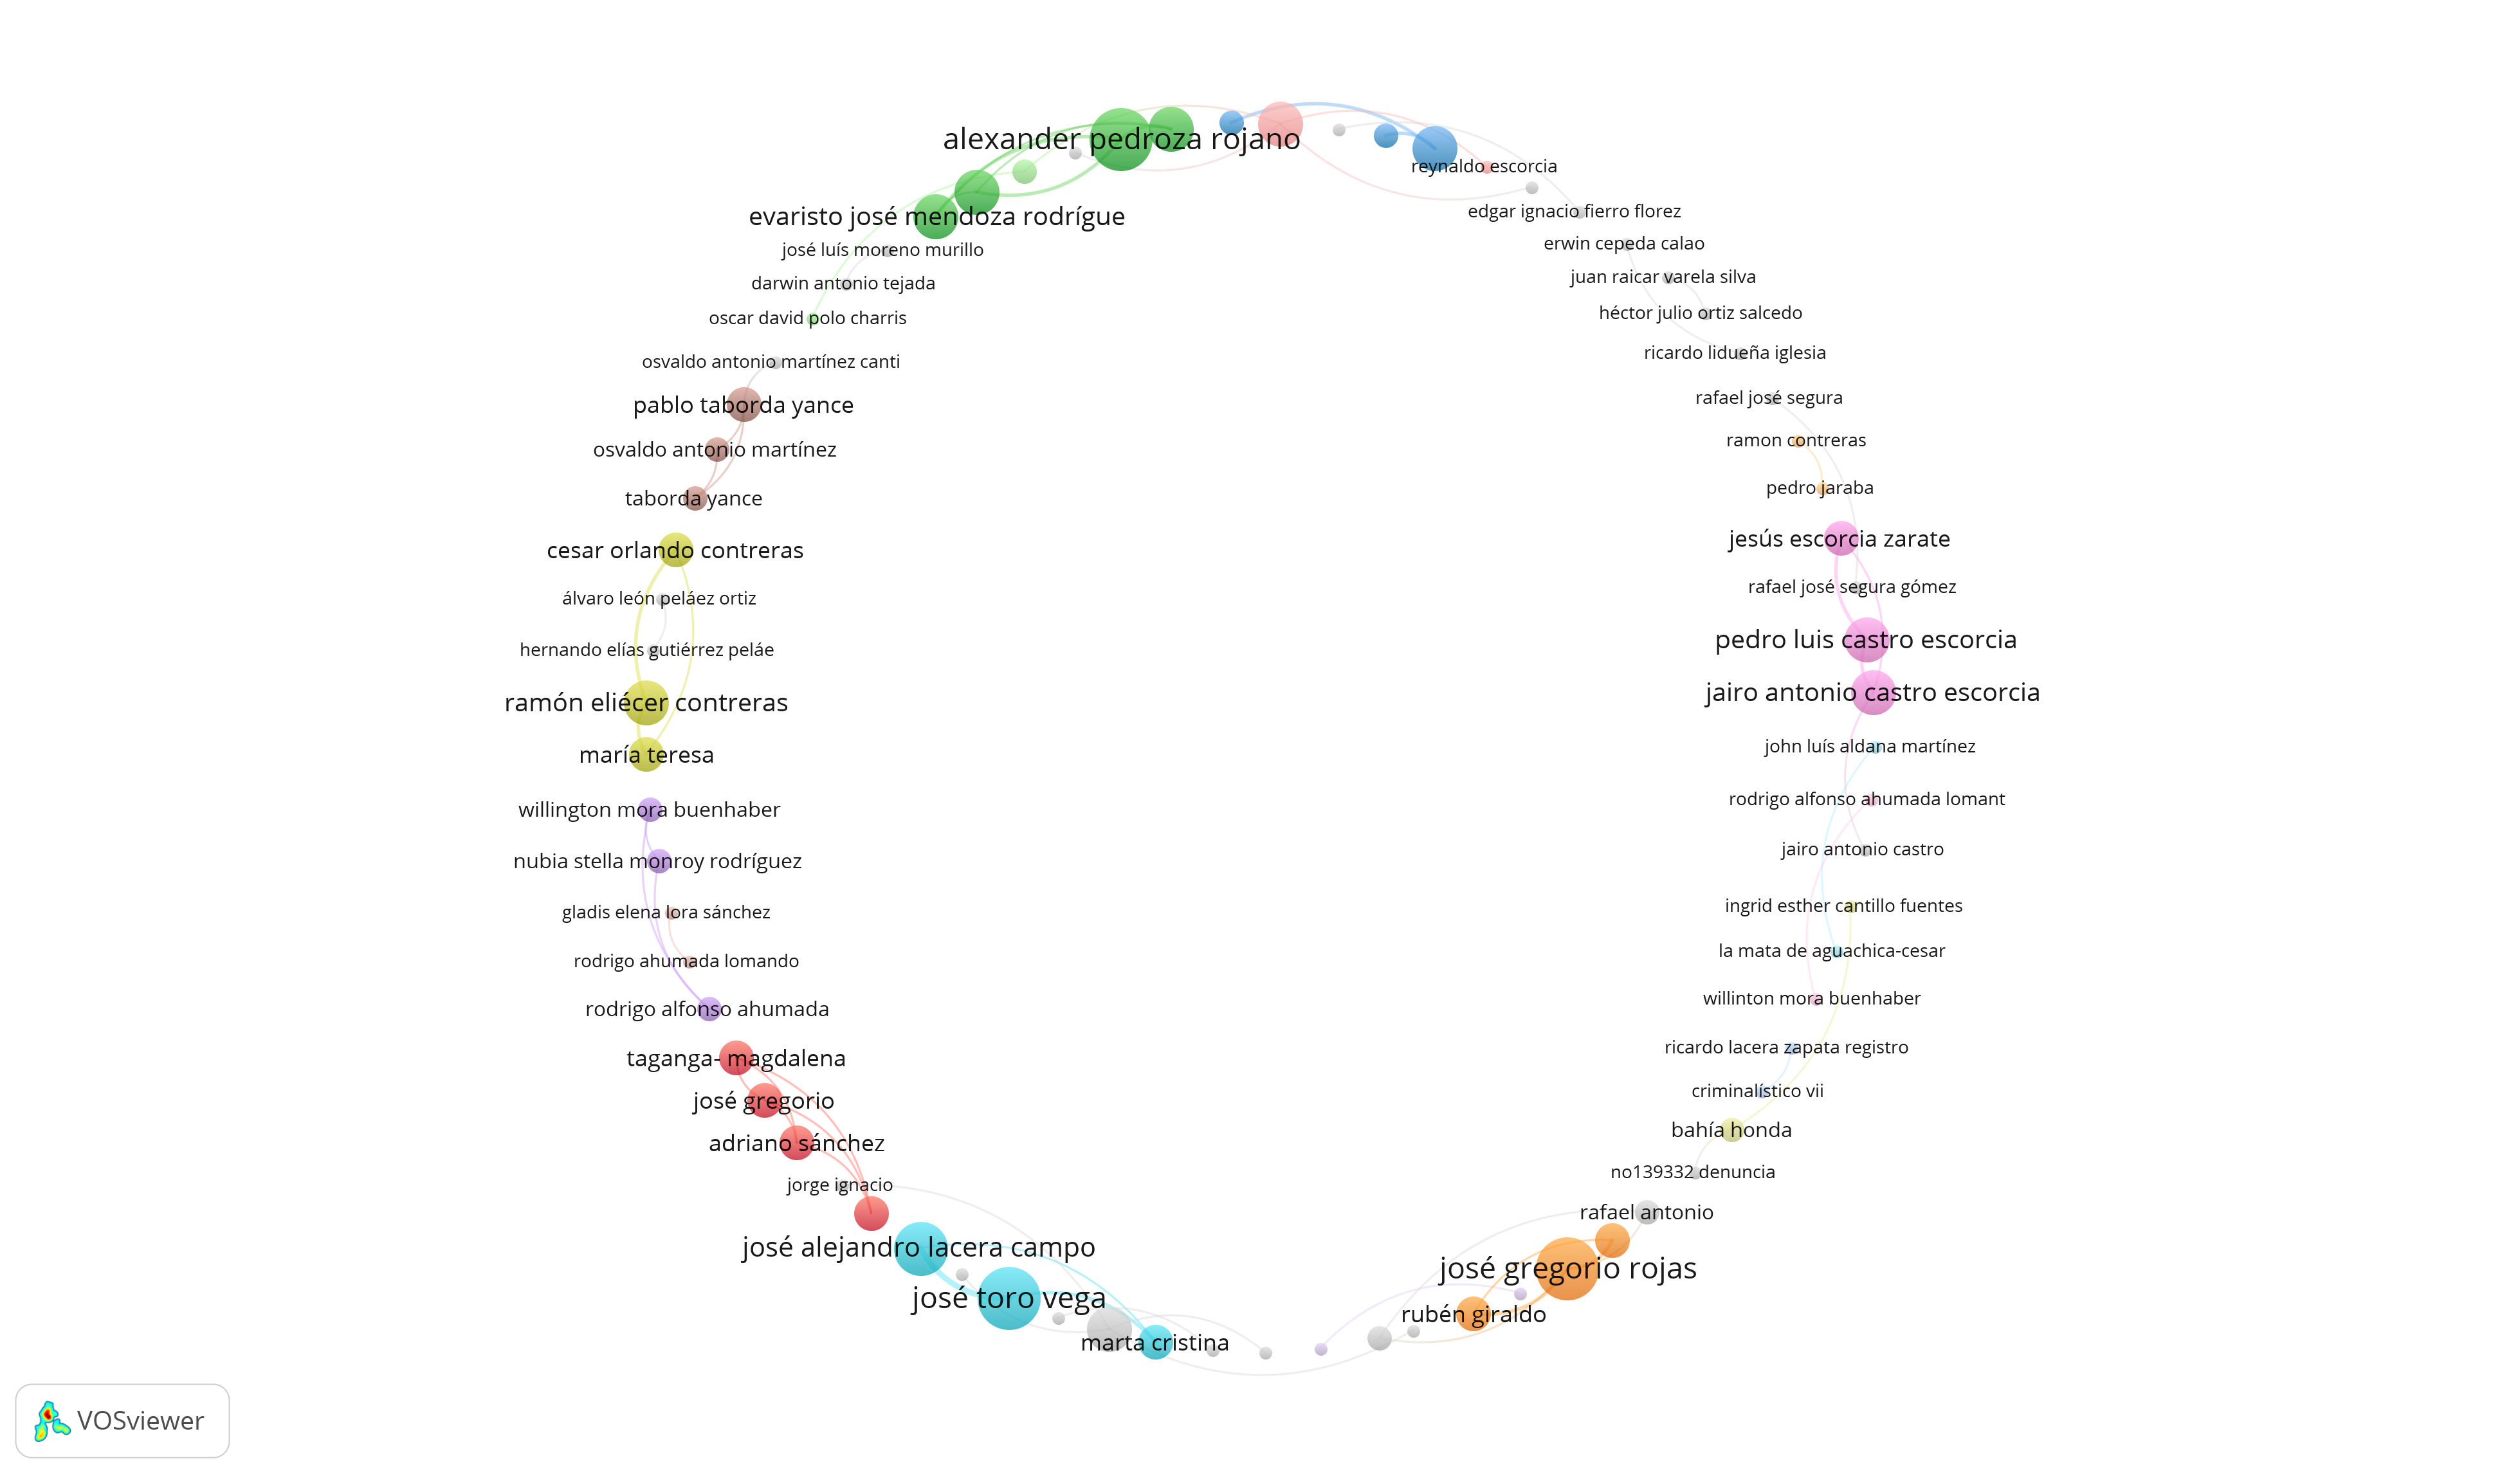 alexander pedroza rojano
reynaldo escorcia
edgar ignacio fierro florez
evaristo josé mendoza rodrígue
erwin cepeda calao
josé luís moreno murillo
juan raicar varela silva
darwin antonio tejada
héctor julio ortiz salcedo
oscar david polo charris
ricardo lidueña iglesia
osvaldo antonio martínez canti
rafael josé segura
pablo taborda yance
ramon contreras
osvaldo antonio martínez
pedro jaraba
taborda yance
jesús escorcia zarate
cesar orlando contreras
rafael josé segura gómez
álvaro león peláez ortiz
pedro luis castro escorcia
hernando elías gutiérrez peláe
jairo antonio castro escorcia
ramón eliécer contreras
john luís aldana martínez
maría teresa
rodrigo alfonso ahumada lomant
willington mora buenhaber
jairo antonio castro
nubia stella monroy rodríguez
ingrid esther cantillo fuentes
gladis elena lora sánchez
la mata de aguachica-cesar
rodrigo ahumada lomando
willinton mora buenhaber
rodrigo alfonso ahumada
ricardo lacera zapata registro
taganga- magdalena
criminalístico vii
josé gregorio
bahía honda
adriano sánchez
no139332 denuncia
jorge ignacio
rafael antonio
josé alejandro lacera campo
josé gregorio rojas
josé toro vega
rubén giraldo
marta cristina
VOSviewer